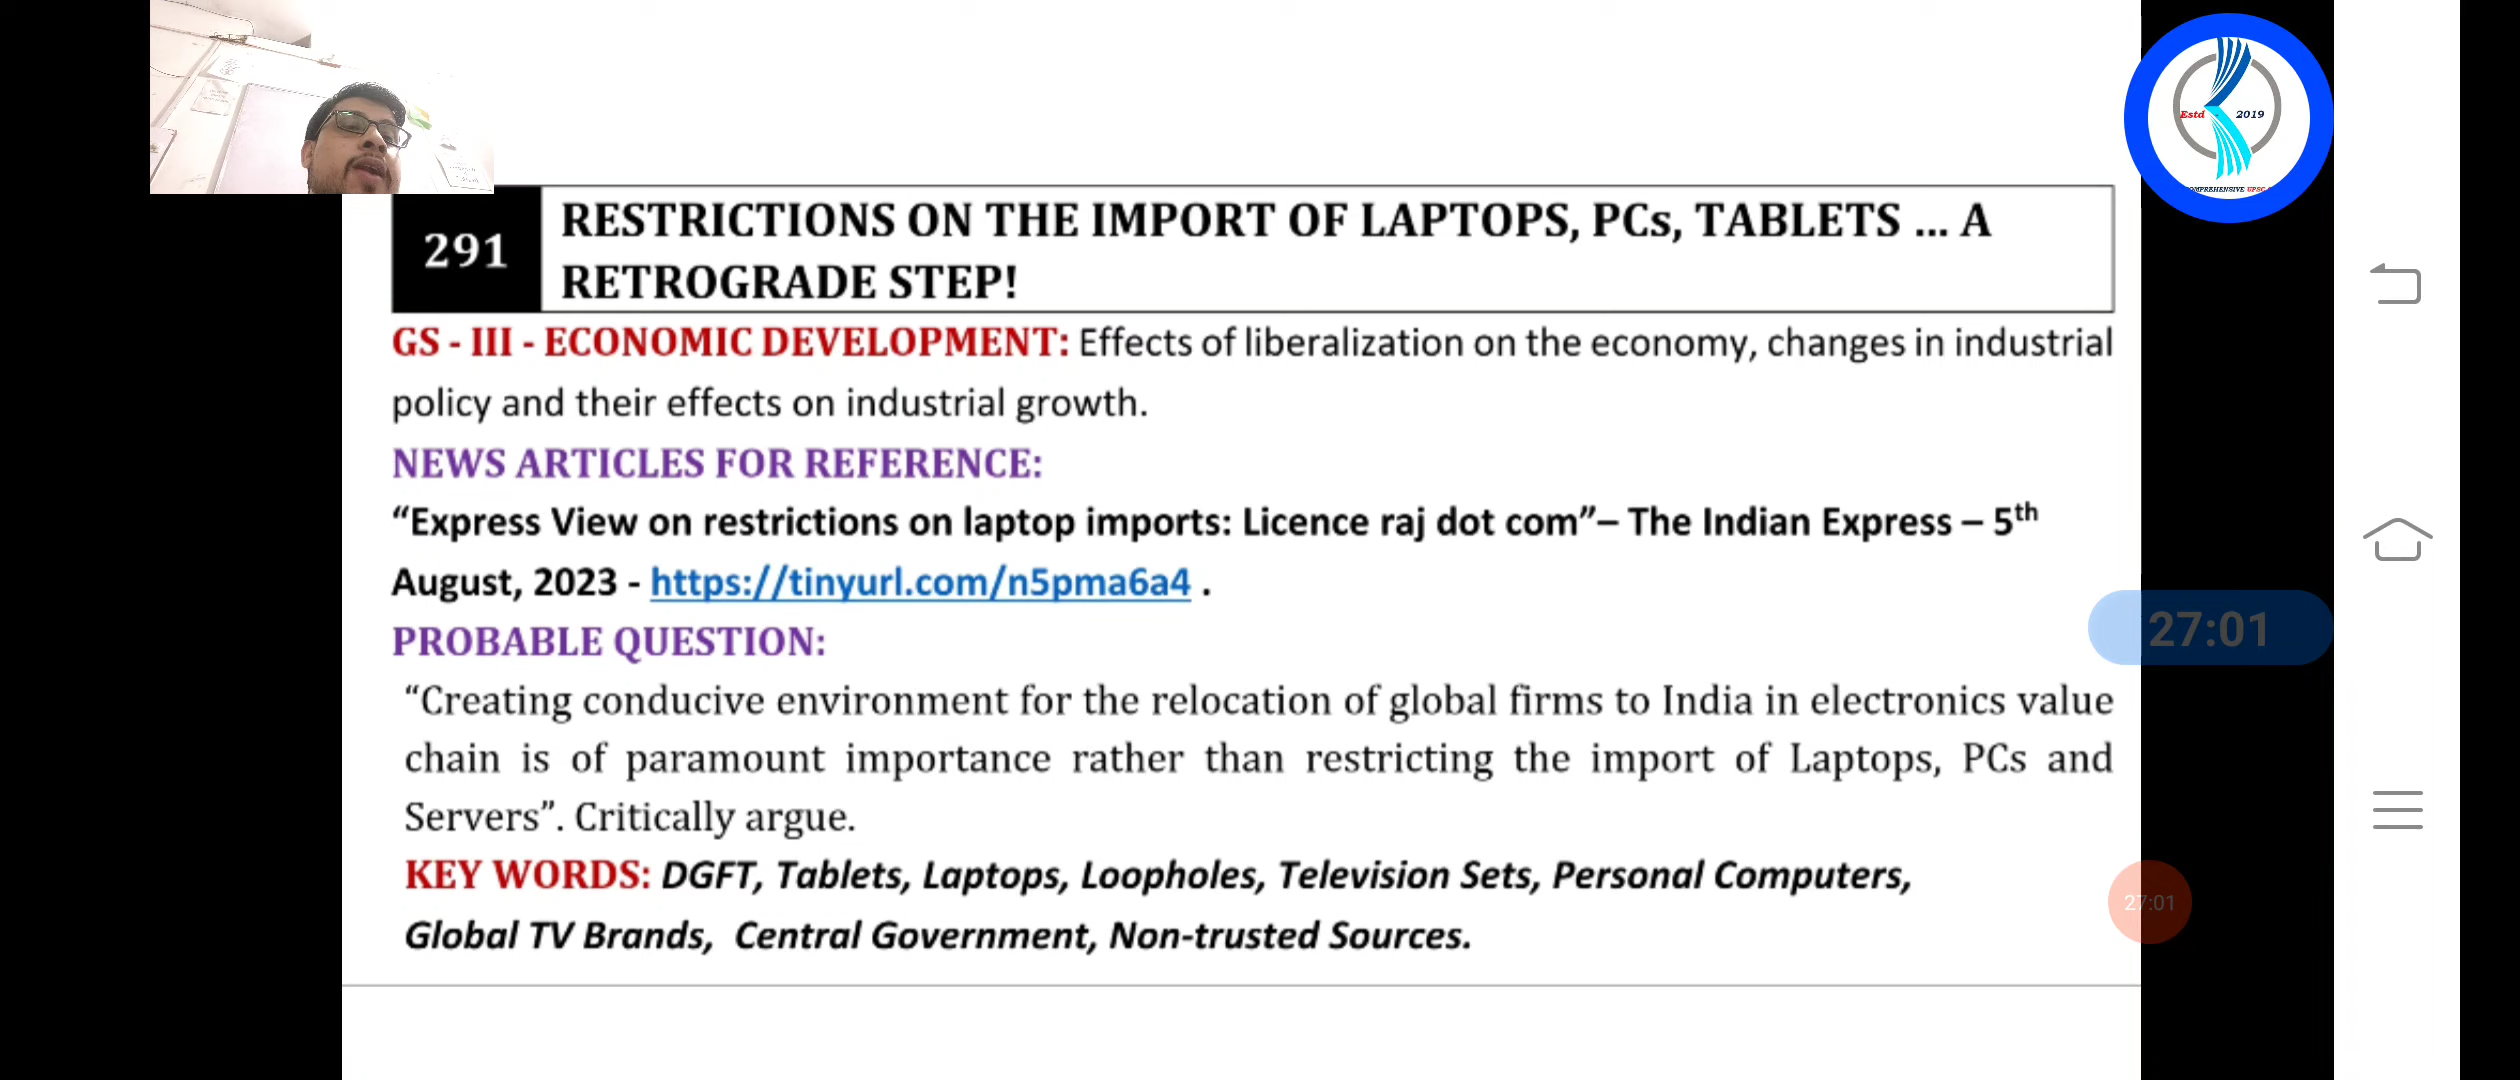 Estd - 2019
COMPREHENSIVE UPSC
291
RESTRICTIONS ON THE IMPORT OF LAPTOPS, PCs, TABLETS ... A
RETROGRADE STEP!
GS - III - ECONOMIC DEVELOPMENT: Effects of liberalization on the economy, changes in industrial
policy and their effects on industrial growth.
NEWS ARTICLES FOR REFERENCE:
“Express View on restrictions on laptop imports: Licence raj dot com”– The Indian Express – 5th
August, 2023 - https://tinyurl.com/n5pma6a4 .
PROBABLE QUESTION:
27:01
“Creating conducive environment for the relocation of global firms to India in electronics value
chain is of paramount importance rather than restricting the import of Laptops, PCs and
Servers”. Critically argue.
KEY WORDS: DGFT, Tablets, Laptops, Loopholes, Television Sets, Personal Computers,
27:01
Global TV Brands, Central Government, Non-trusted Sources.